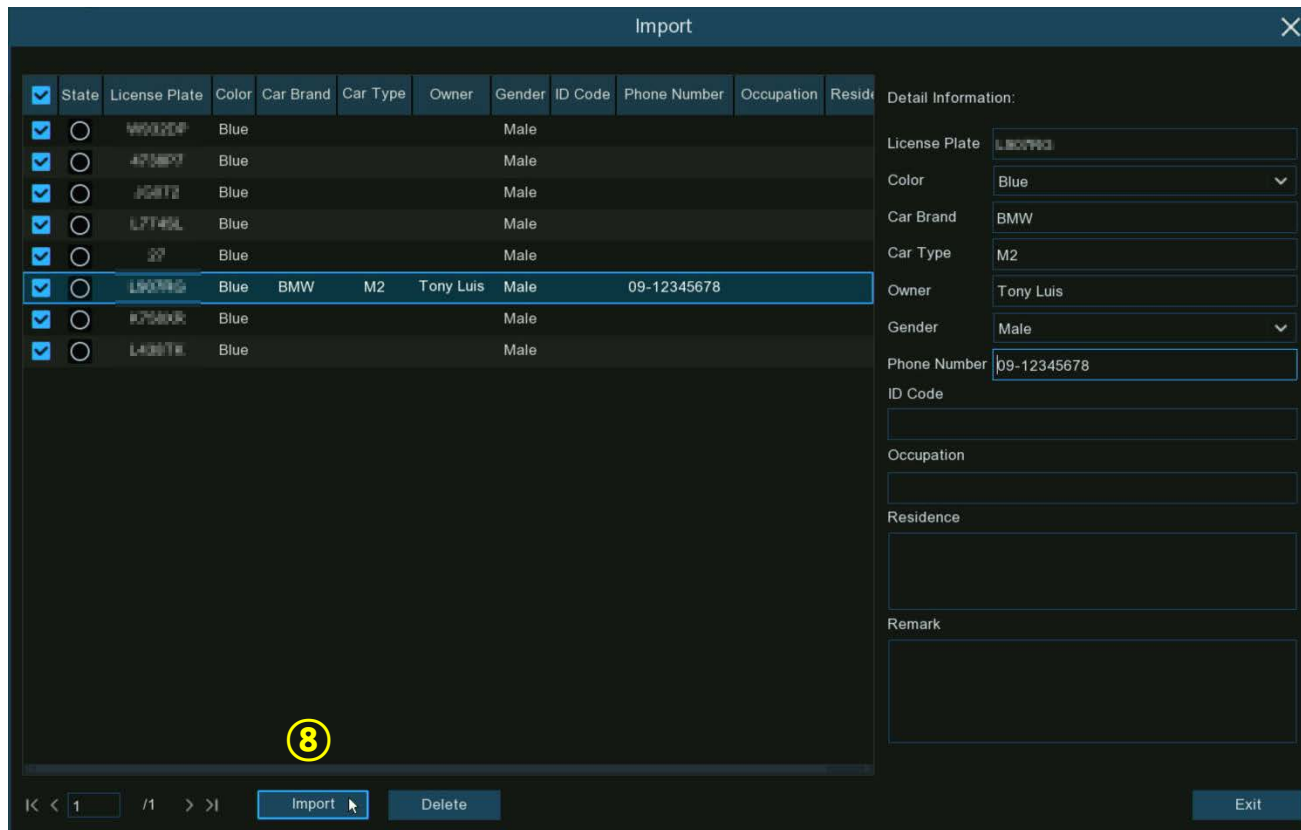 Import
State License Plate Color Car Brand Car Type Owner Gender ID Code Phone Number Occupation
Blue Male
Blue Male
Blue Male
Blue Male
Blue Male
Blue BMW M2 Tony Luis Male 09-12345678
Blue Male
Blue Male
Detail Information:
License Plate
Color Blue
Car Brand BMW
Car Type M2
Owner Tony Luis
Gender Male
Phone Number 09-12345678
ID Code
Occupation
Residence
Remark
8
1 /1 Import Delete Exit